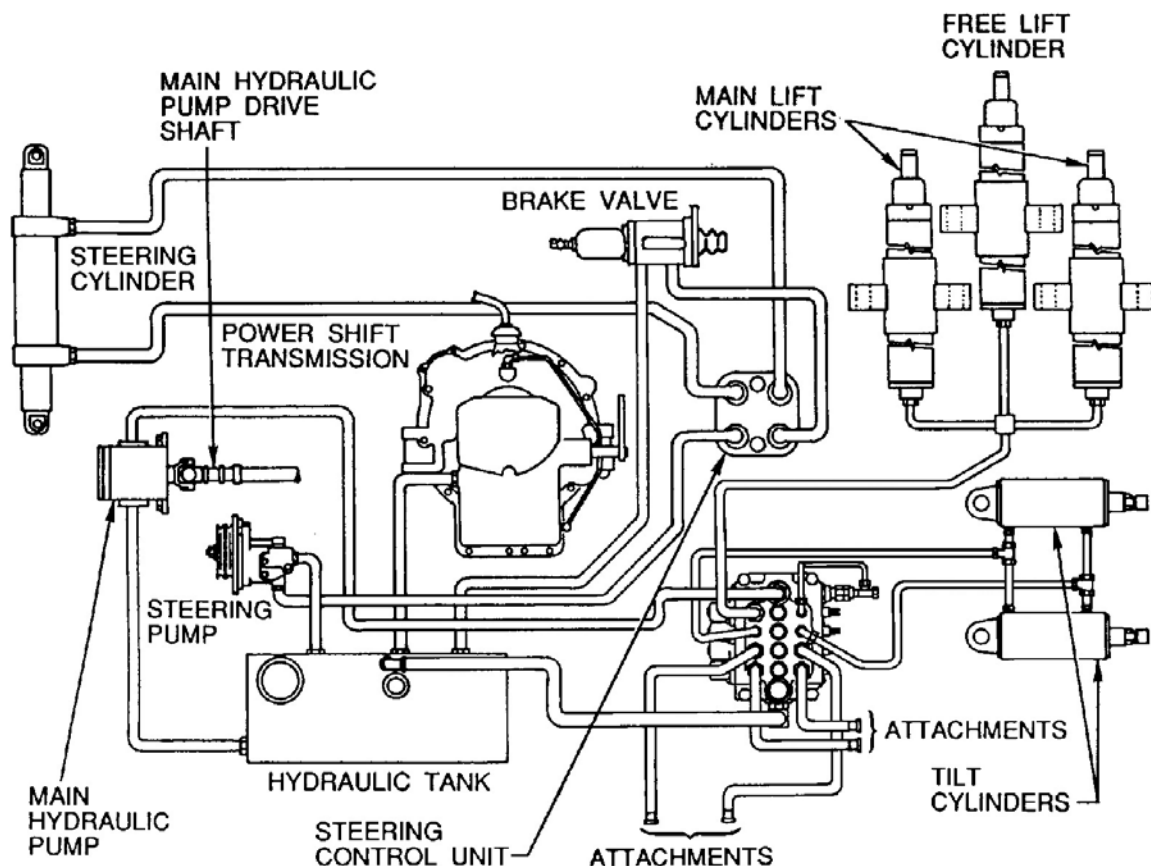 FREE LIFT
CYLINDER
MAIN HYDRAULIC
PUMP DRIVE
SHAFT
MAIN LIFT
CYLINDERS
BRAKE VALVE
STEERING
CYLINDER
POWER SHIFT
TRANSMISSION
STEERING
PUMP
ATTACHMENTS
HYDRAULIC TANK
TILT
CYLINDERS
MAIN
HYDRAULIC
PUMP
STEERING
CONTROL UNIT
ATTACHMENTS